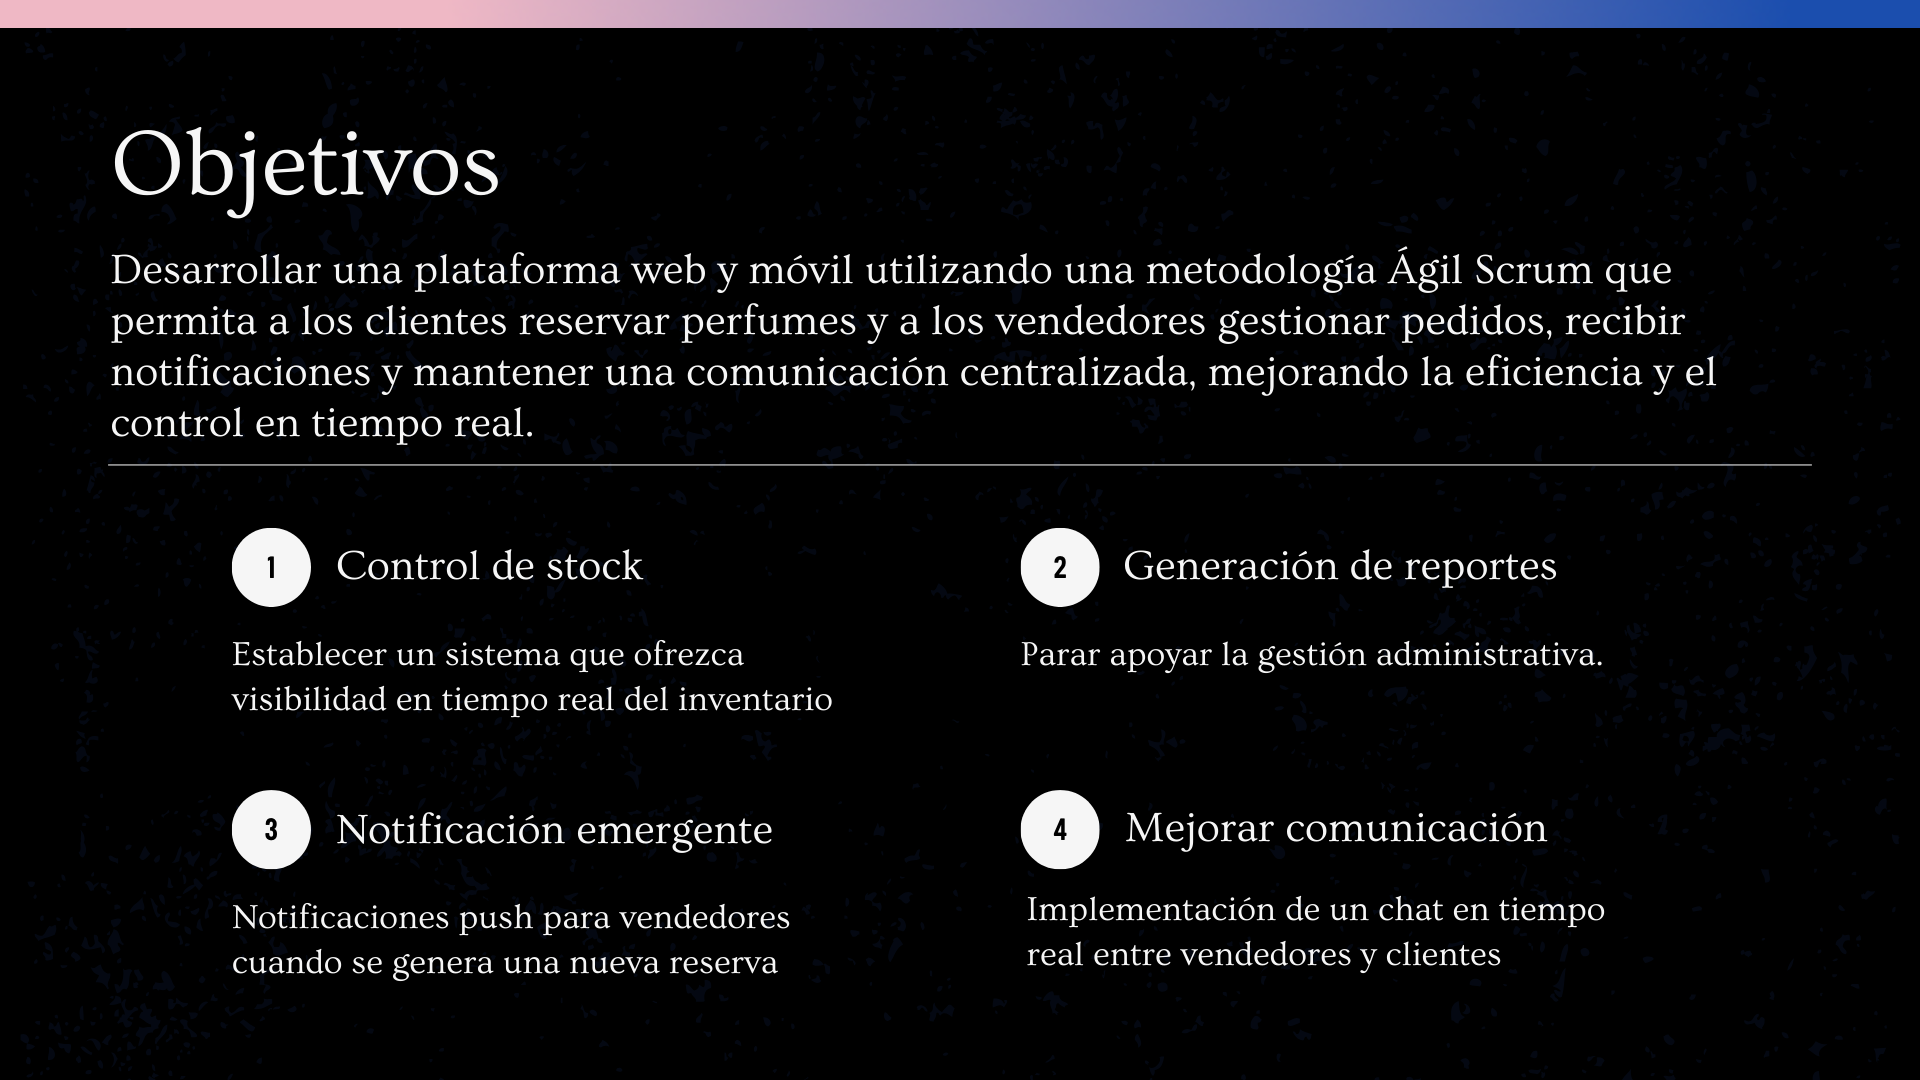 Objetivos
Desarrollar una plataforma web y móvil utilizando una metodología Ágil Scrum que
permita a los clientes reservar perfumes y a los vendedores gestionar pedidos, recibir
notificaciones y mantener una comunicación centralizada, mejorando la eficiencia y el
control en tiempo real.
1 Control de stock
Establecer un sistema que ofrezca
visibilidad en tiempo real del inventario
2 Generación de reportes
Parar apoyar la gestión administrativa.
3 Notificación emergente
Notificaciones push para vendedores
cuando se genera una nueva reserva
4 Mejorar comunicación
Implementación de un chat en tiempo
real entre vendedores y clientes